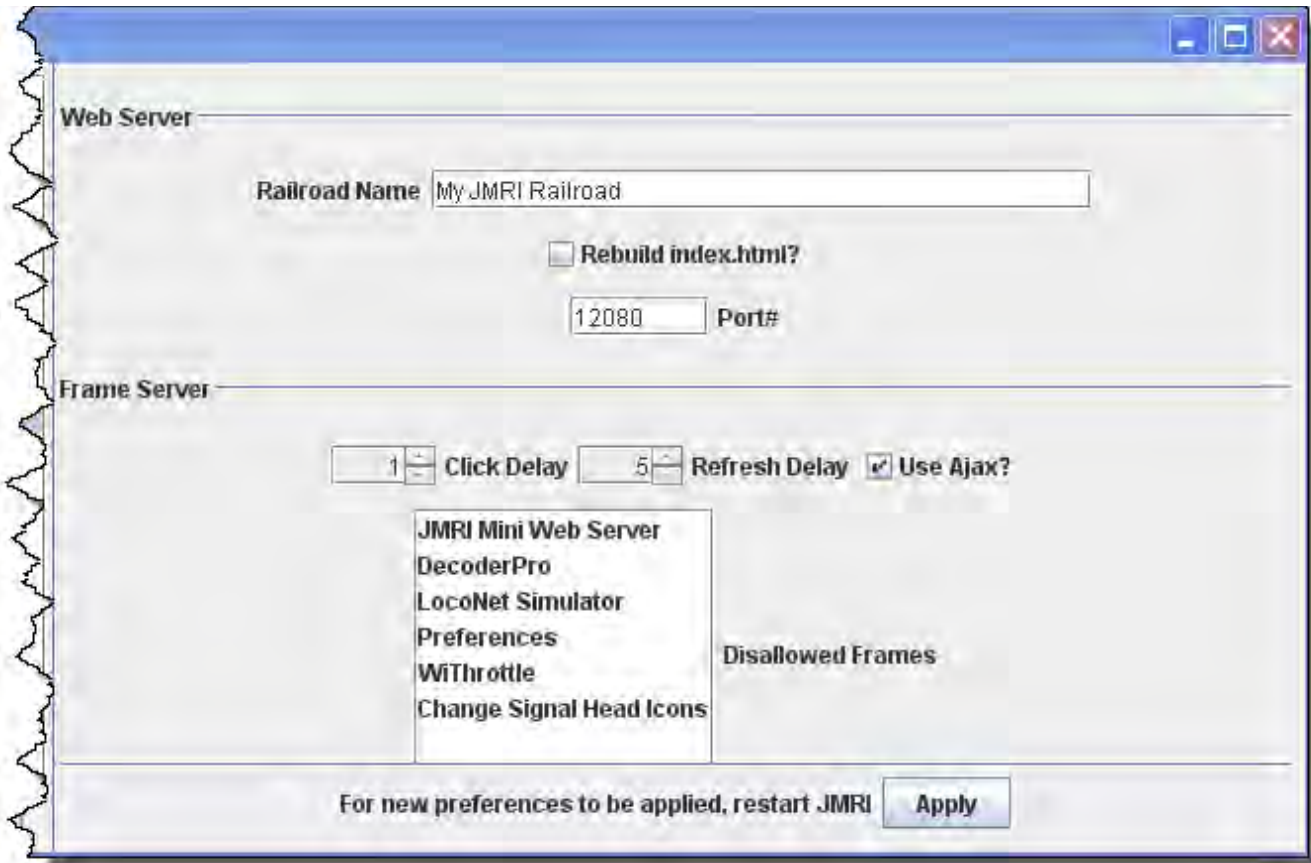 Web Server
Railroad Name My JMRI Railroad
Rebuild index.html?
12080 Port#
Frame Server
1 Click Delay 5 Refresh Delay Use Ajax?
JMRI Mini Web Server
DecoderPro
LocoNet Simulator
Preferences
WiThrottle
Change Signal Head Icons
Disallowed Frames
For new preferences to be applied, restart JMRI Apply